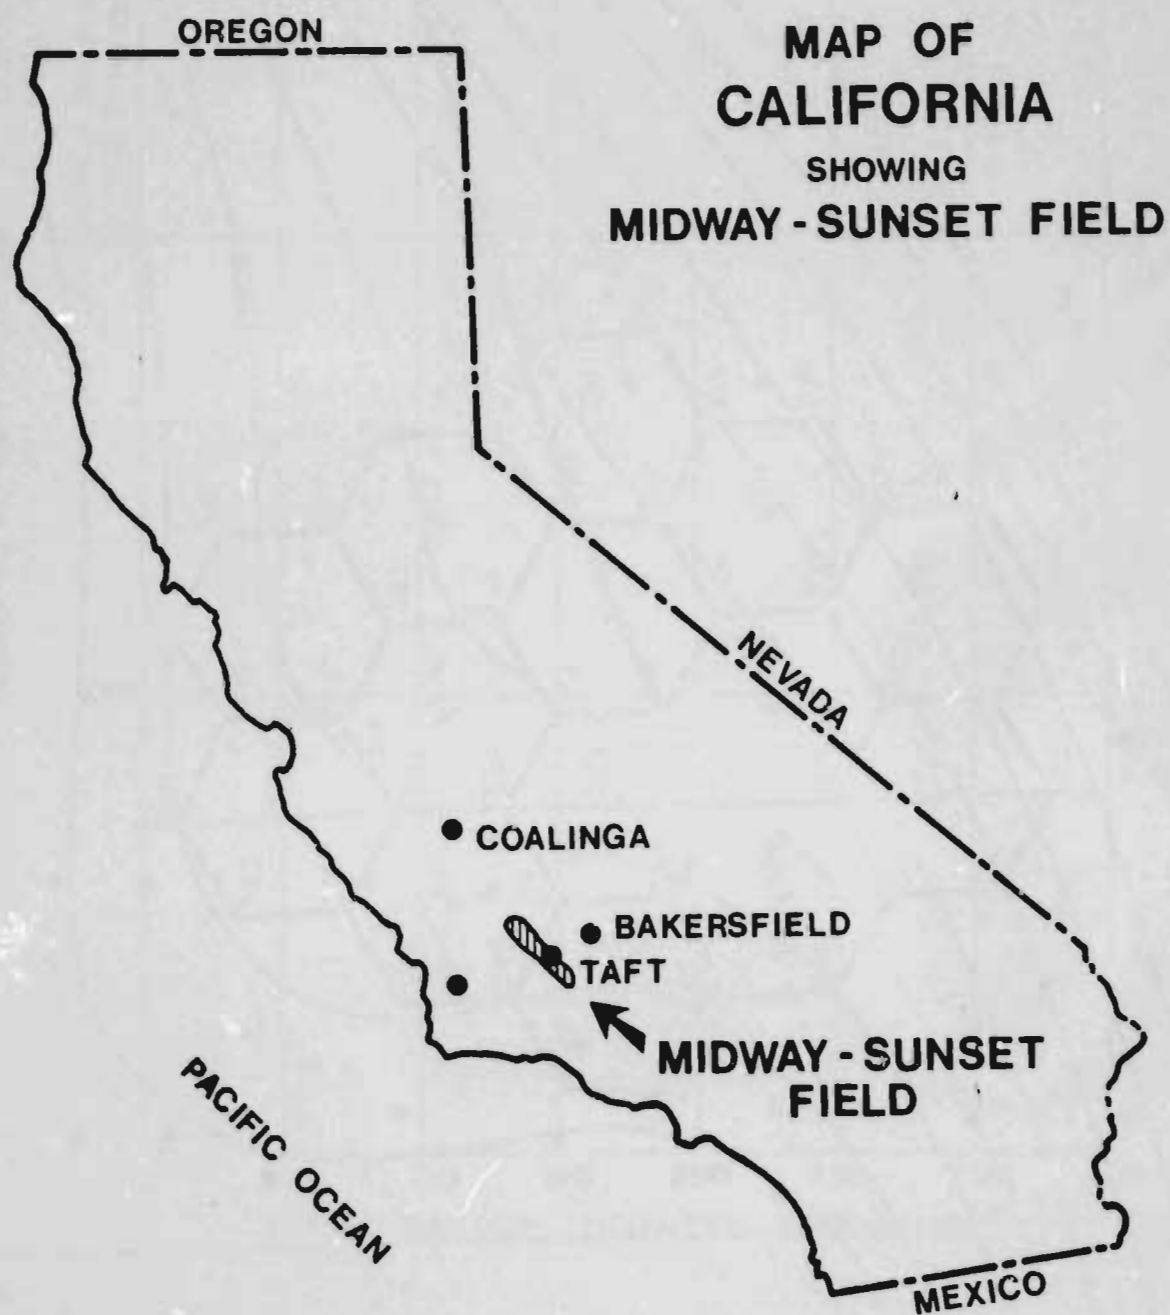 OREGON
MAP OF
CALIFORNIA
SHOWING
MIDWAY - SUNSET FIELD
NEVADA
COALINGA
BAKERSFIELD
TAFT
MIDWAY - SUNSET
FIELD
PACIFIC OCEAN
MEXICO